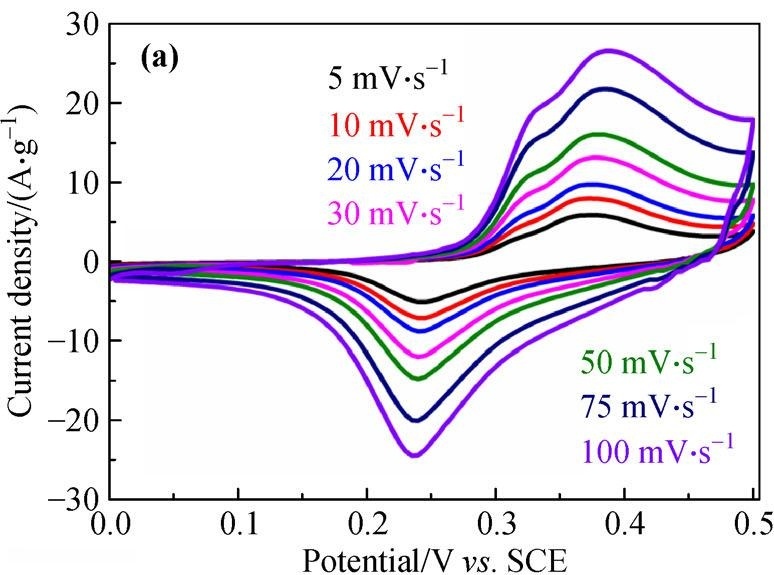 (a)
5 mV·s⁻¹
10 mV·s⁻¹
20 mV·s⁻¹
30 mV·s⁻¹
50 mV·s⁻¹
75 mV·s⁻¹
100 mV·s⁻¹
Current density/(A·g⁻¹)
30
20
10
0
−10
−20
−30
0.0 0.1 0.2 0.3 0.4 0.5
Potential/V vs. SCE